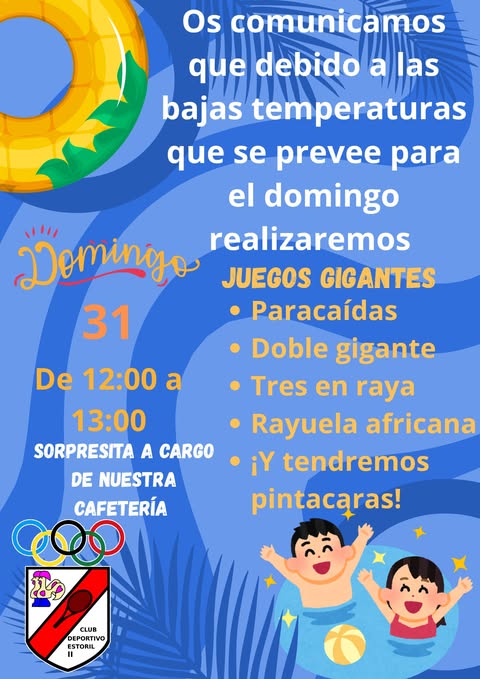 Os comunicamos
que debido a las
bajas temperaturas
que se prevee para
el domingo
realizaremos
Domingo
31
De 12:00 a
13:00
SORPRESITA A CARGO
DE NUESTRA
CAFETERÍA
JUEGOS GIGANTES
• Paracaídas
• Doble gigante
• Tres en raya
• Rayuela africana
• ¡Y tendremos
pintacaras!
CLUB
DEPORTIVO
ESTORIL
II